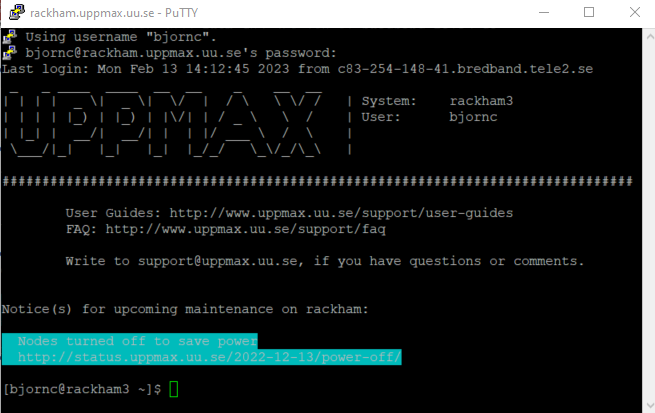 rackham.uppmax.uu.se - PuTTY
Using username "bjornc".
bjornc@rackham.uppmax.uu.se's password:
Last login: Mon Feb 13 14:12:45 2023 from c83-254-148-41.bredband.tele2.se
UPPMAX
| System: rackham3
| User: bjornc
|
|
###############################################################################
User Guides: http://www.uppmax.uu.se/support/user-guides
FAQ: http://www.uppmax.uu.se/support/faq
Write to support@uppmax.uu.se, if you have questions or comments.
Notice(s) for upcoming maintenance on rackham:
Nodes turned off to save power
http://status.uppmax.uu.se/2022-12-13/power-off/
[bjornc@rackham3 ~]$